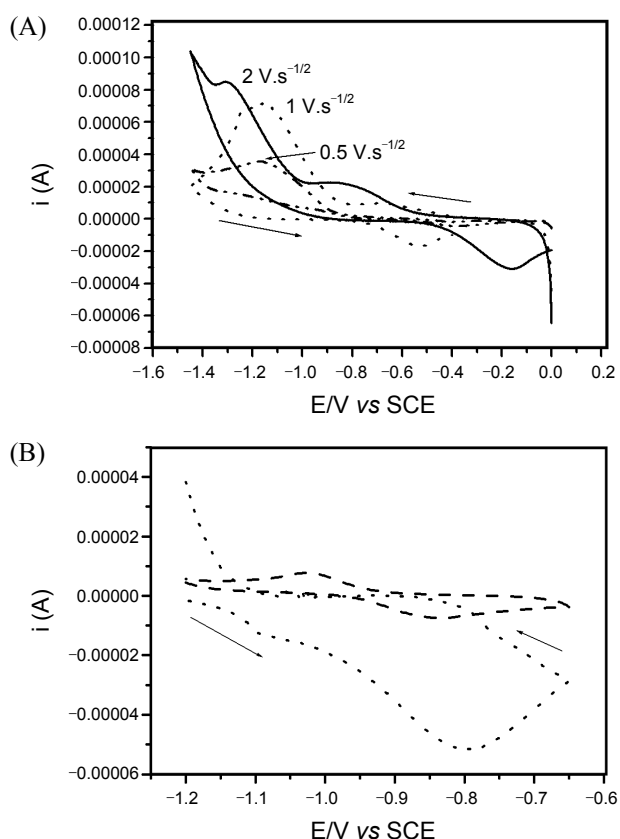 (A)
0.00012
0.00010
0.00008
0.00006
0.00004
0.00002
0.00000
−0.00002
−0.00004
−0.00006
−0.00008
i (A)
2 V.s−1/2
1 V.s−1/2
0.5 V.s−1/2
−1.6 −1.4 −1.2 −1.0 −0.8 −0.6 −0.4 −0.2 0.0 0.2
E/V vs SCE
(B)
0.00004
0.00002
0.00000
−0.00002
−0.00004
−0.00006
i (A)
−1.2 −1.1 −1.0 −0.9 −0.8 −0.7 −0.6
E/V vs SCE